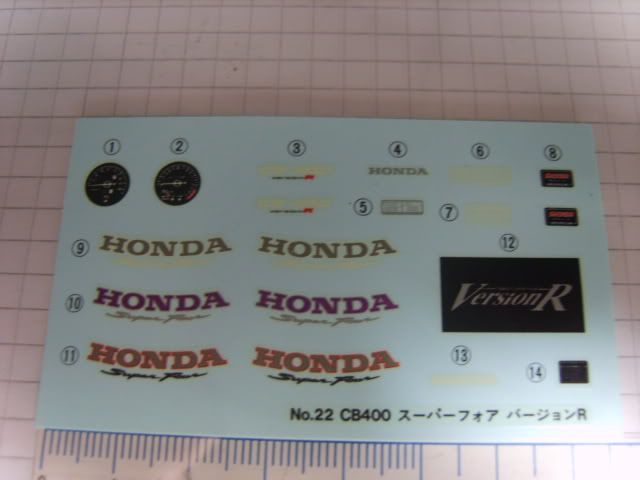 ① ② ③ ④ ⑥ ⑧
HONDA
⑤ ⑦
⑨ HONDA HONDA ⑫
⑩ HONDA HONDA
Super Four Super Four
Version R
⑪ HONDA HONDA ⑬
Super Four Super Four ⑭
No.22 CB400 スーパーフォア バージョンR